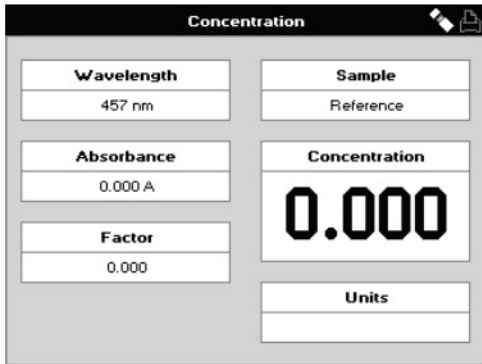 Concentration
Wavelength
457 nm
Absorbance
0.000 A
Factor
0.000
Sample
Reference
Concentration
0.000
Units